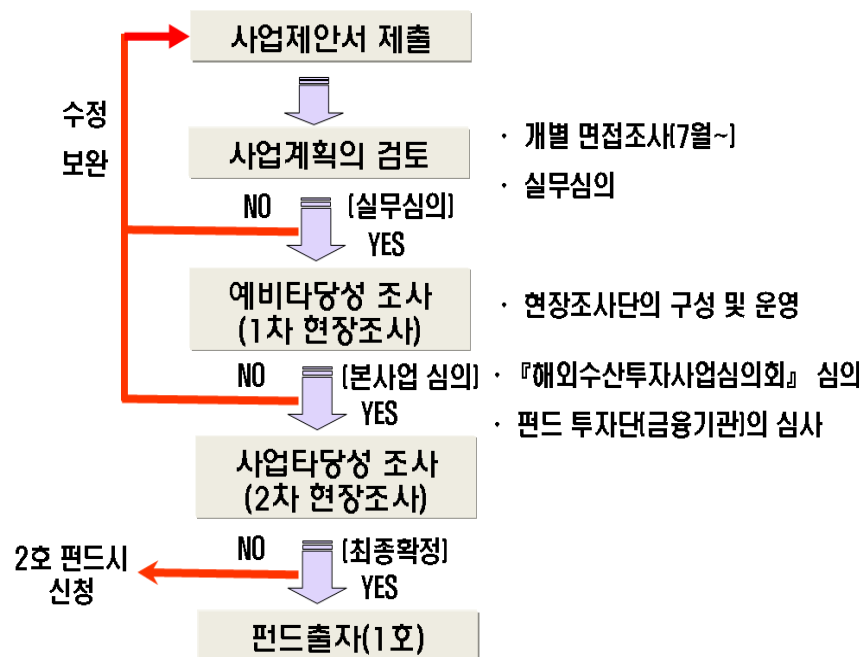 사업제안서 제출
수정
보완
사업계획의 검토
· 개별 면접조사(7월~)
· 실무심의
NO
(실무심의)
YES
예비타당성 조사
(1차 현장조사)
· 현장조사단의 구성 및 운영
NO
(본사업 심의)
YES
· 『해외수산투자사업심의회』 심의
· 펀드 투자단(금융기관)의 심사
사업타당성 조사
(2차 현장조사)
NO
(최종확정)
YES
2호 펀드시
신청
펀드출자(1호)